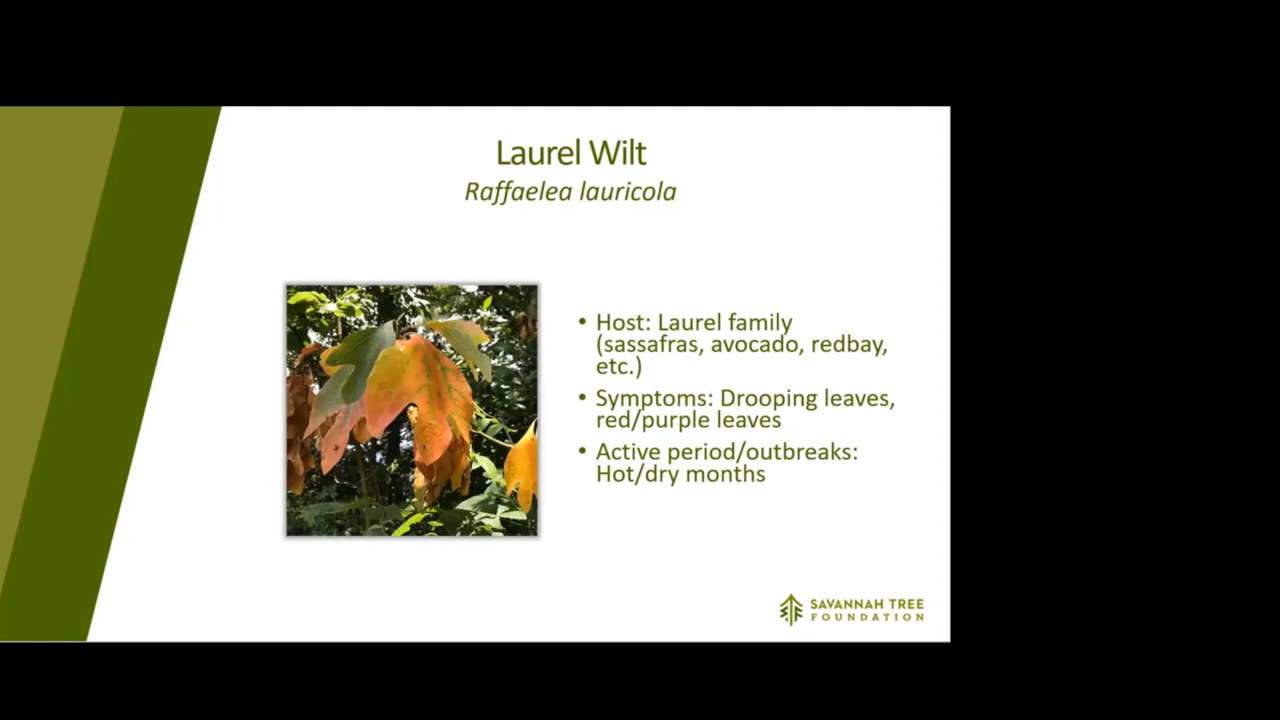 Laurel Wilt
Raffaelea lauricola
• Host: Laurel family
(sassafras, avocado, redbay,
etc.)
• Symptoms: Drooping leaves,
red/purple leaves
• Active period/outbreaks:
Hot/dry months
SAVANNAH TREE
FOUNDATION